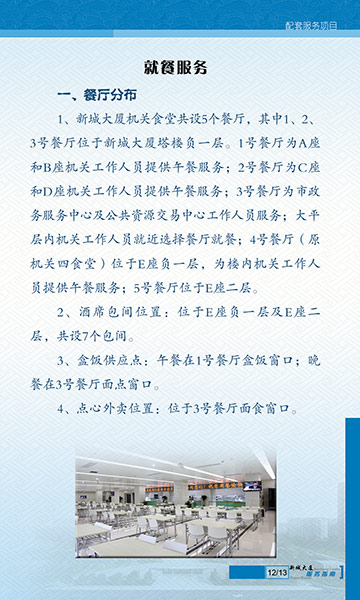 配套服务项目
就餐服务
一、餐厅分布
1、新城大厦机关食堂共设5个餐厅，其中1、2、
3号餐厅位于新城大厦塔楼负一层。1号餐厅为A座
和B座机关工作人员提供午餐服务；2号餐厅为C座
和D座机关工作人员提供午餐服务；3号餐厅为市政
务服务中心及公共资源交易中心工作人员服务；大平
层内机关工作人员就近选择餐厅就餐；4号餐厅（原
机关四食堂）位于E座负一层，为楼内机关工作人
员提供午餐服务；5号餐厅位于E座二层。
2、酒席包间位置：位于E座负一层及E座二
层，共设7个包间。
3、盒饭供应点：午餐在1号餐厅盒饭窗口；晚
餐在3号餐厅面点窗口。
4、点心外卖位置：位于3号餐厅面食窗口。
12/13
新城大厦
服务指南